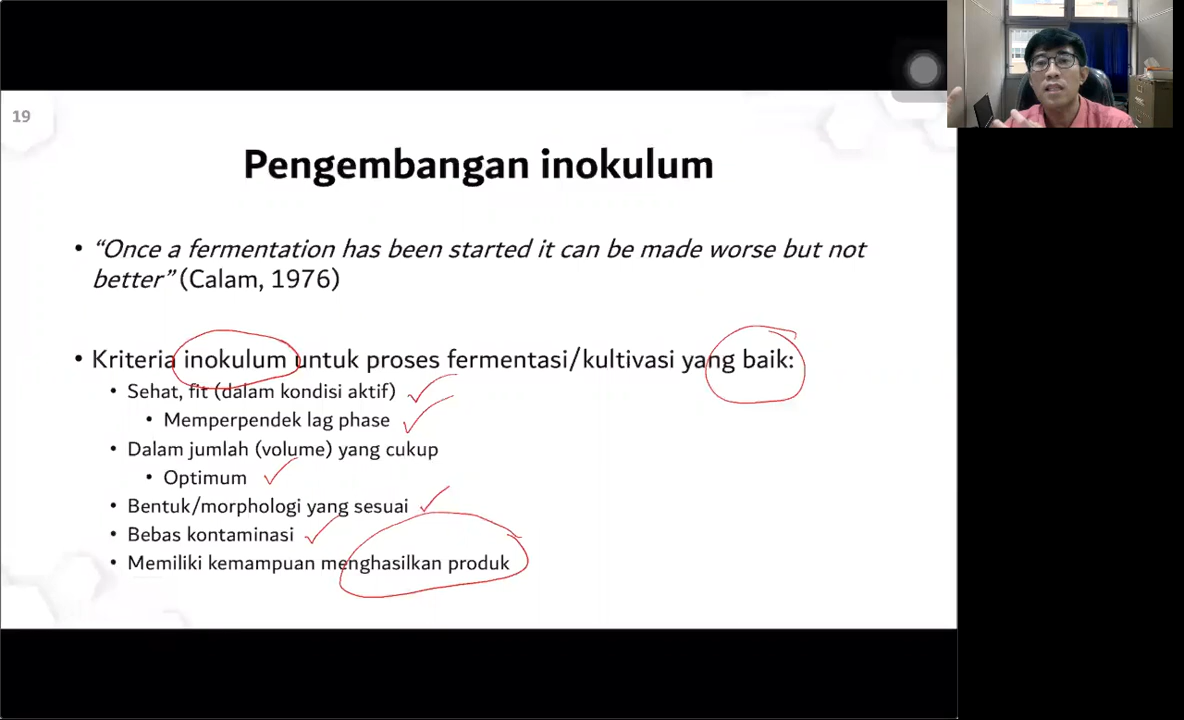 19
Pengembangan inokulum
• “Once a fermentation has been started it can be made worse but not
better” (Calam, 1976)
• Kriteria inokulum untuk proses fermentasi/kultivasi yang baik:
• Sehat, fit (dalam kondisi aktif)
• Memperpendek lag phase
• Dalam jumlah (volume) yang cukup
• Optimum
• Bentuk/morphologi yang sesuai
• Bebas kontaminasi
• Memiliki kemampuan menghasilkan produk